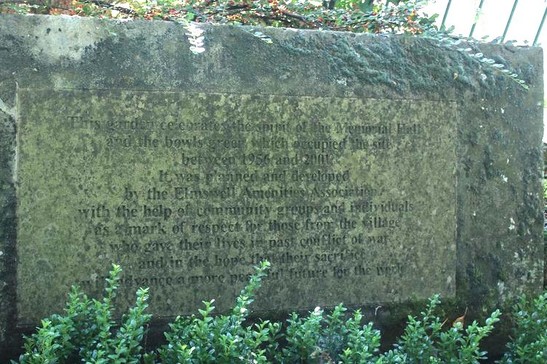 This garden celebrates the spirit of the Memorial Hall
and the bowls green which occupied the site
between 1956 and 2001.
It was planned and developed
by the Elmswell Amenities Association
with the help of community groups and individuals
as a mark of respect for those from the village
who gave their lives in past conflict of war
and in the hope that their sacrifice
will advance a more peaceful future for the world